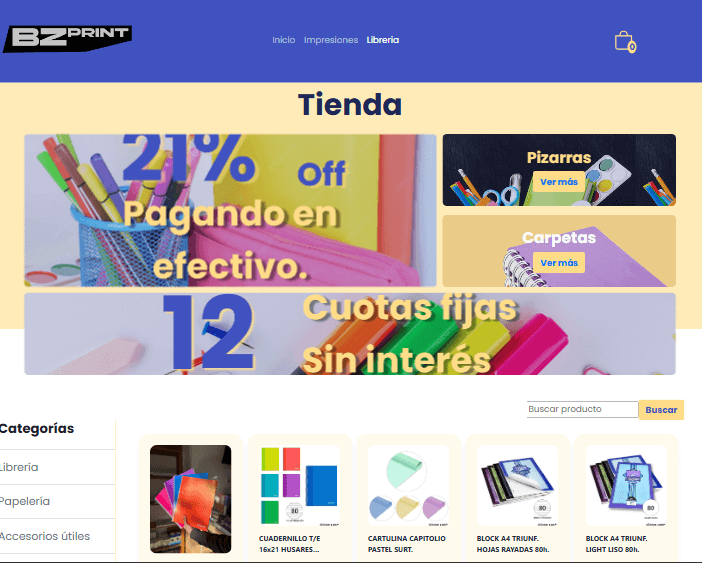 BZPRINT
Inicio Impresiones Libreria
0
Tienda
21% Off
Pagando en
efectivo.
Pizarras
Ver más
Carpetas
Ver más
12 Cuotas fijas
Sin interés
Buscar producto Buscar
Categorías
Librería
Papelería
Accesorios útiles
80
80
80
CUADERNILLO T/E
16x21 HUSARES...
CARTULINA CAPITOLIO
PASTEL SURT.
BLOCK A4 TRIUNF.
HOJAS RAYADAS 80h.
BLOCK A4 TRIUNF.
LIGHT LISO 80h.